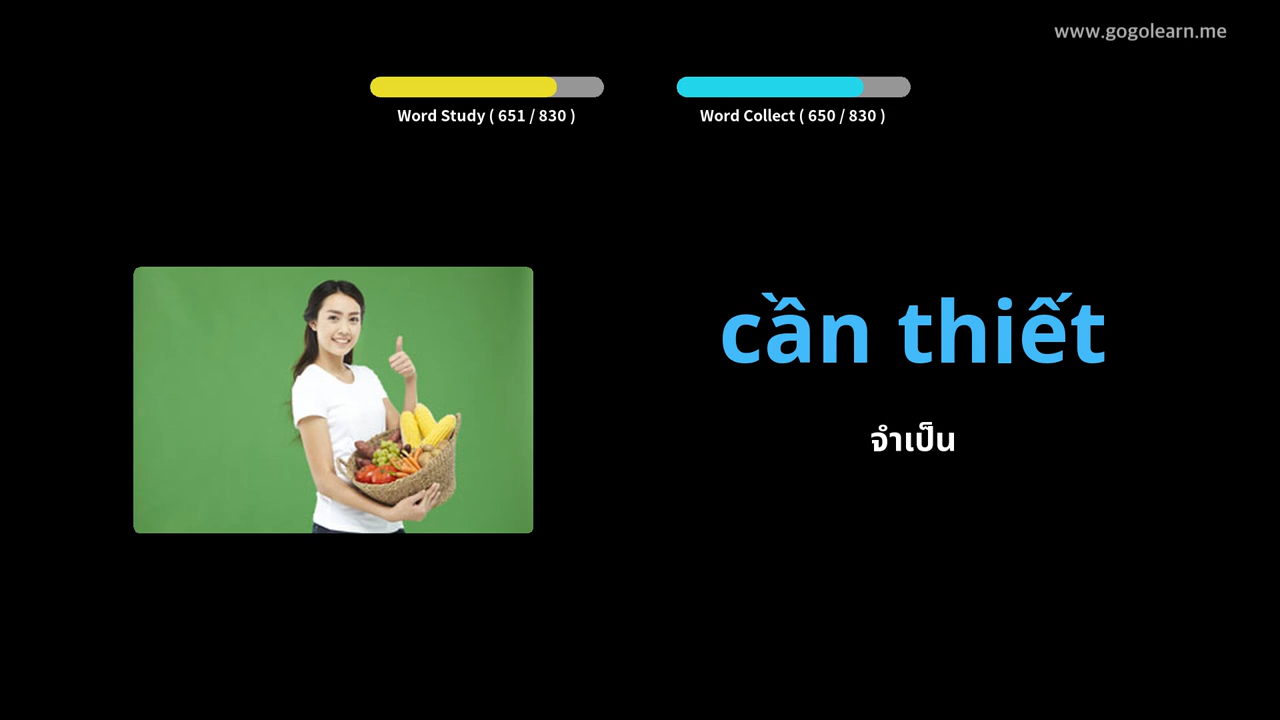 www.gogolearn.me
Word Study ( 651 / 830 )
Word Collect ( 650 / 830 )
cần thiết
จำเป็น